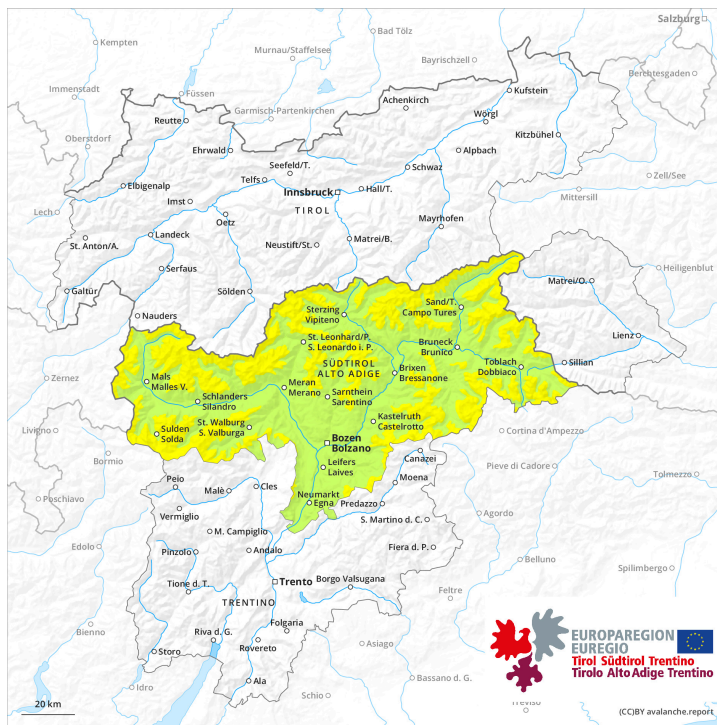 Salzburg
Kempten
Bad Tölz
Murnau/Staffelsee
Bayrischzell
Berchtesgaden
Immenstadt
Füssen
Garmisch-Partenkirchen
Achenkirch
Kufstein
Reutte
Wörgl
Oberstdorf
Ehrwald
Kitzbühel
Alpbach
Seefeld/T.
Schwaz
Zell/See
Telfs
Elbigenalp
Innsbruck
Hall/T.
Mittersill
Imst
TIROL
Lech
Oetz
Mayrhofen
Landeck
St. Anton/A.
Neustift/St.
Matrei/B.
Serfaus
Heiligenblut
Matrei/O.
Galtür
Sölden
Sand/T.
Campo Tures
Nauders
Sterzing
Vipiteno
Lienz
St. Leonhard/P.
S. Leonardo i. P.
Bruneck
Brunico
Sillian
SÜDTIROL
ALTO ADIGE
Toblach
Dobbiaco
Brixen
Bressanone
Zernez
Mals
Malles V.
Meran
Merano
Schlanders
Silandro
Sarnthein
Sarentino
St. Walburg
S. Valburga
Kastelruth
Castelrotto
Livigno
Sulden
Solda
Cortina d'Ampezzo
Bozen
Bolzano
Bormio
Canazei
Pieve di Cadore
Leifers
Laives
Peio
Moena
Tolmezzo
Cles
Malè
Neumarkt
Egna
Poschiavo
Predazzo
Vermiglio
Agordo
S. Martino d. C.
M. Campiglio
Edolo
Fiera d. P.
Pinzolo
Andalo
Belluno
Spilimbergo
Trento
Borgo Valsugana
Tione d. T.
Feltre
TRENTINO
Folgaria
Bienno
Riva d. G.
Rovereto
Asiago
Storo
Ala
Bassano d. G.
Idro
Schio
Treviso
EUROPAREGION
EUREGIO
Tirol Südtirol Trentino
Tirolo Alto Adige Trentino
20 km
(CC)BY avalanche.report